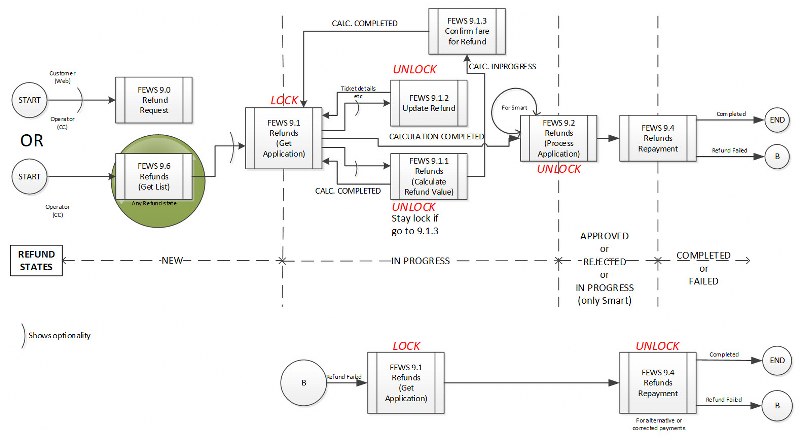 CALC. COMPLETED
FEWS 9.1.3
Confirm fare
for Refund
CALC. INPROGRESS
Customer
(Web)
START
Operator
(CC)
FEWS 9.0
Refund
Request
OR
START
Operator
(CC)
FEWS 9.6
Refunds
(Get List)
Any Refund state
LOCK
FEWS 9.1
Refunds
(Get
Application)
Ticket details
etc
UNLOCK
FEWS 9.1.2
Update Refund
CALCULATION COMPLETED
CALC. COMPLETED
FEWS 9.1.1
Refunds
(Calculate
Refund Value)
UNLOCK
Stay lock if
go to 9.1.3
For Smart
FEWS 9.2
Refunds
(Process
Application)
UNLOCK
FEWS 9.4
Refunds
Repayment
Completed
END
Refund Failed
B
REFUND
STATES
NEW
IN PROGRESS
APPROVED
or
REJECTED
or
IN PROGRESS
(only Smart)
COMPLETED
or
FAILED
Shows optionality
B
Refund Failed
LOCK
FEWS 9.1
Refunds
(Get
Application)
UNLOCK
FEWS 9.4
Refunds
Repayment
For alternative or
corrected payments
Completed
END
Refund Failed
B